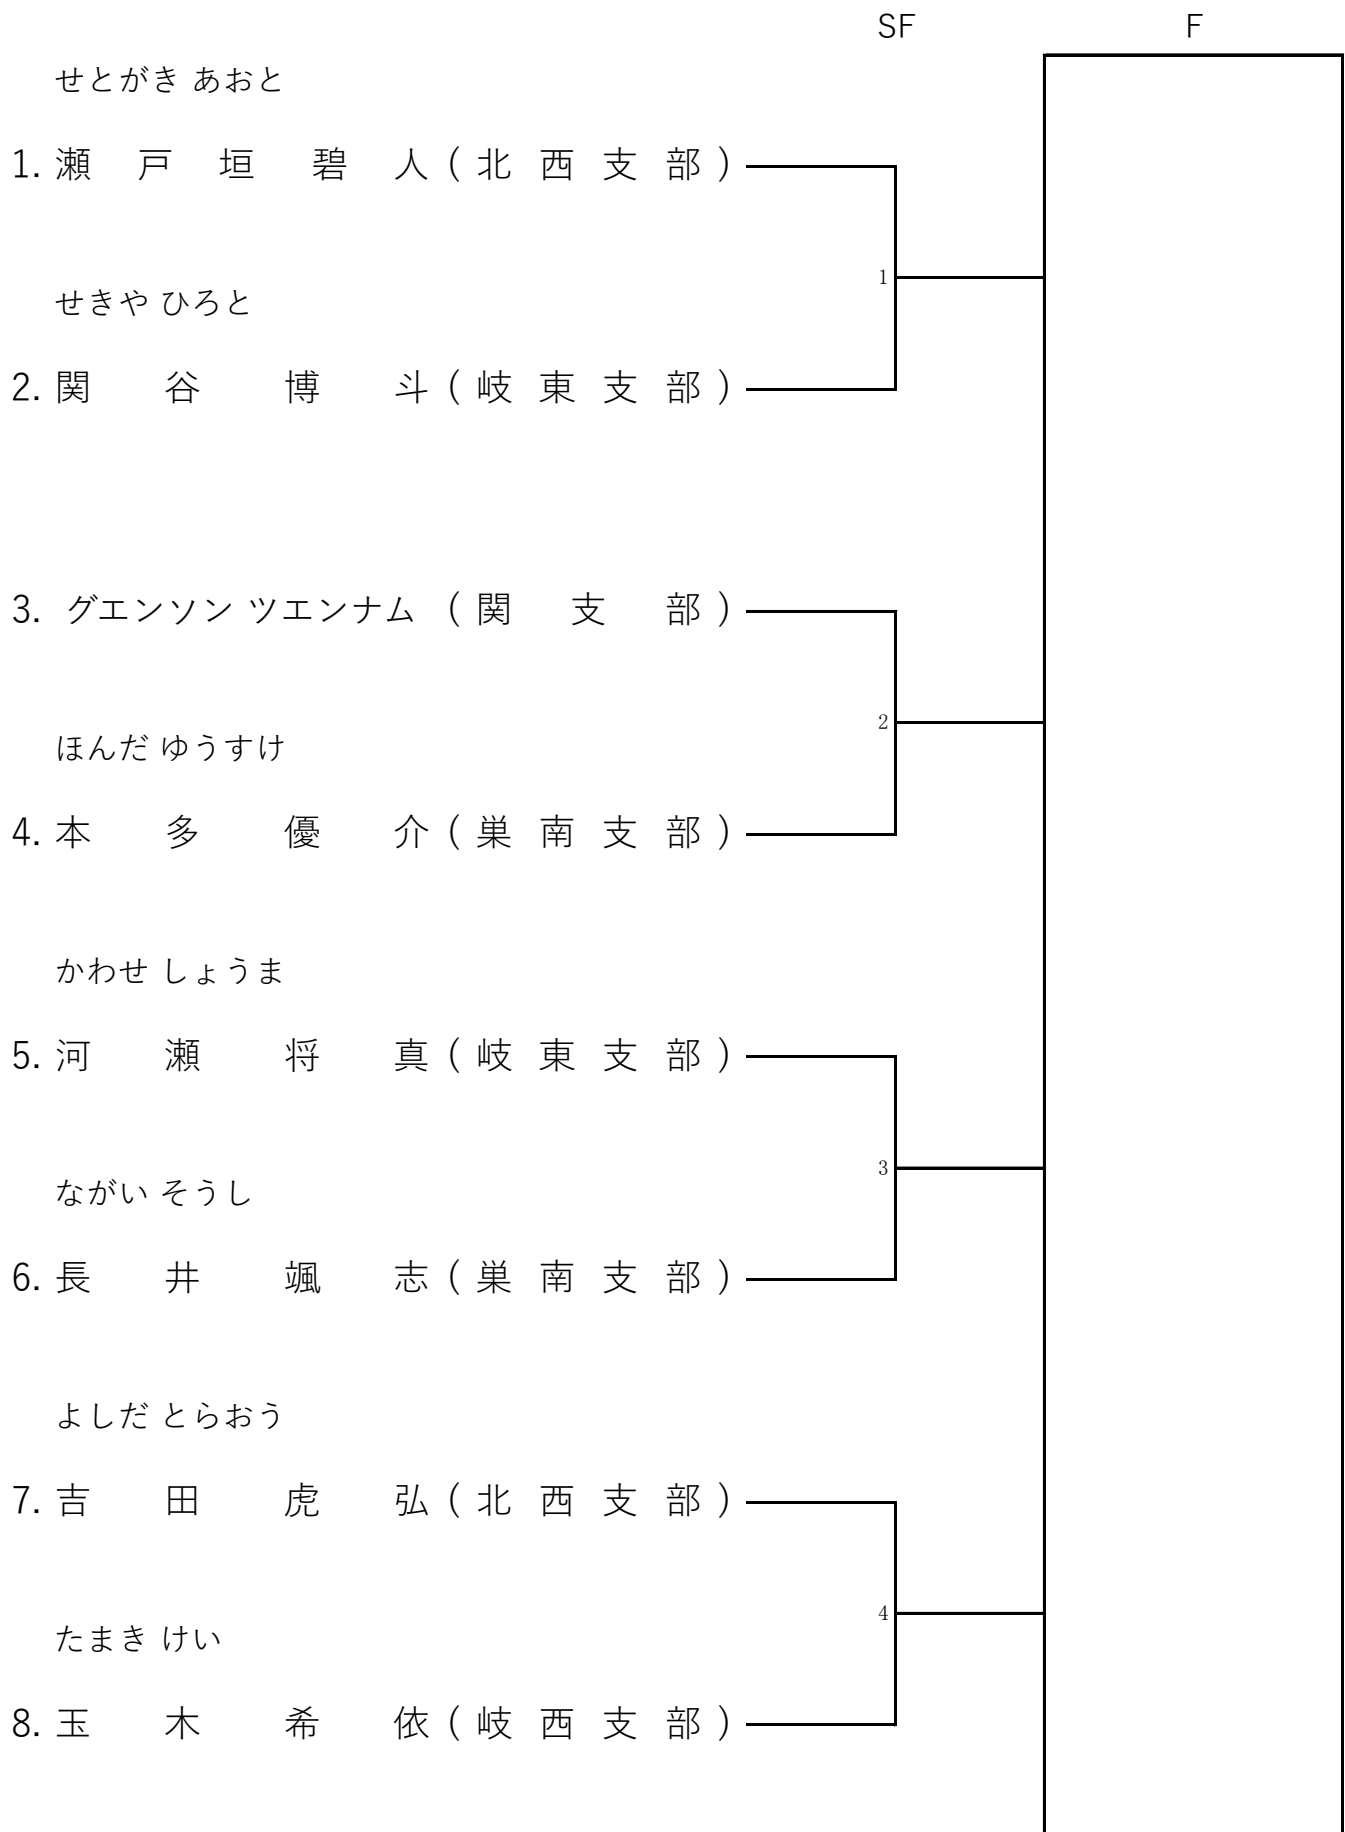 SF F
せとがき あおと
1. 瀬戸垣碧人(北西支部)
1
せきや ひろと
2. 関谷博斗(岐東支部)
3. グエンソン ツエンナム (関支部)
2
ほんだ ゆうすけ
4. 本多優介(巣南支部)
かわせ しょうま
5. 河瀬将真(岐東支部)
3
ながい そうし
6. 長井颯志(巣南支部)
よしだ とらおう
7. 吉田虎弘(北西支部)
4
たまき けい
8. 玉木希依(岐西支部)